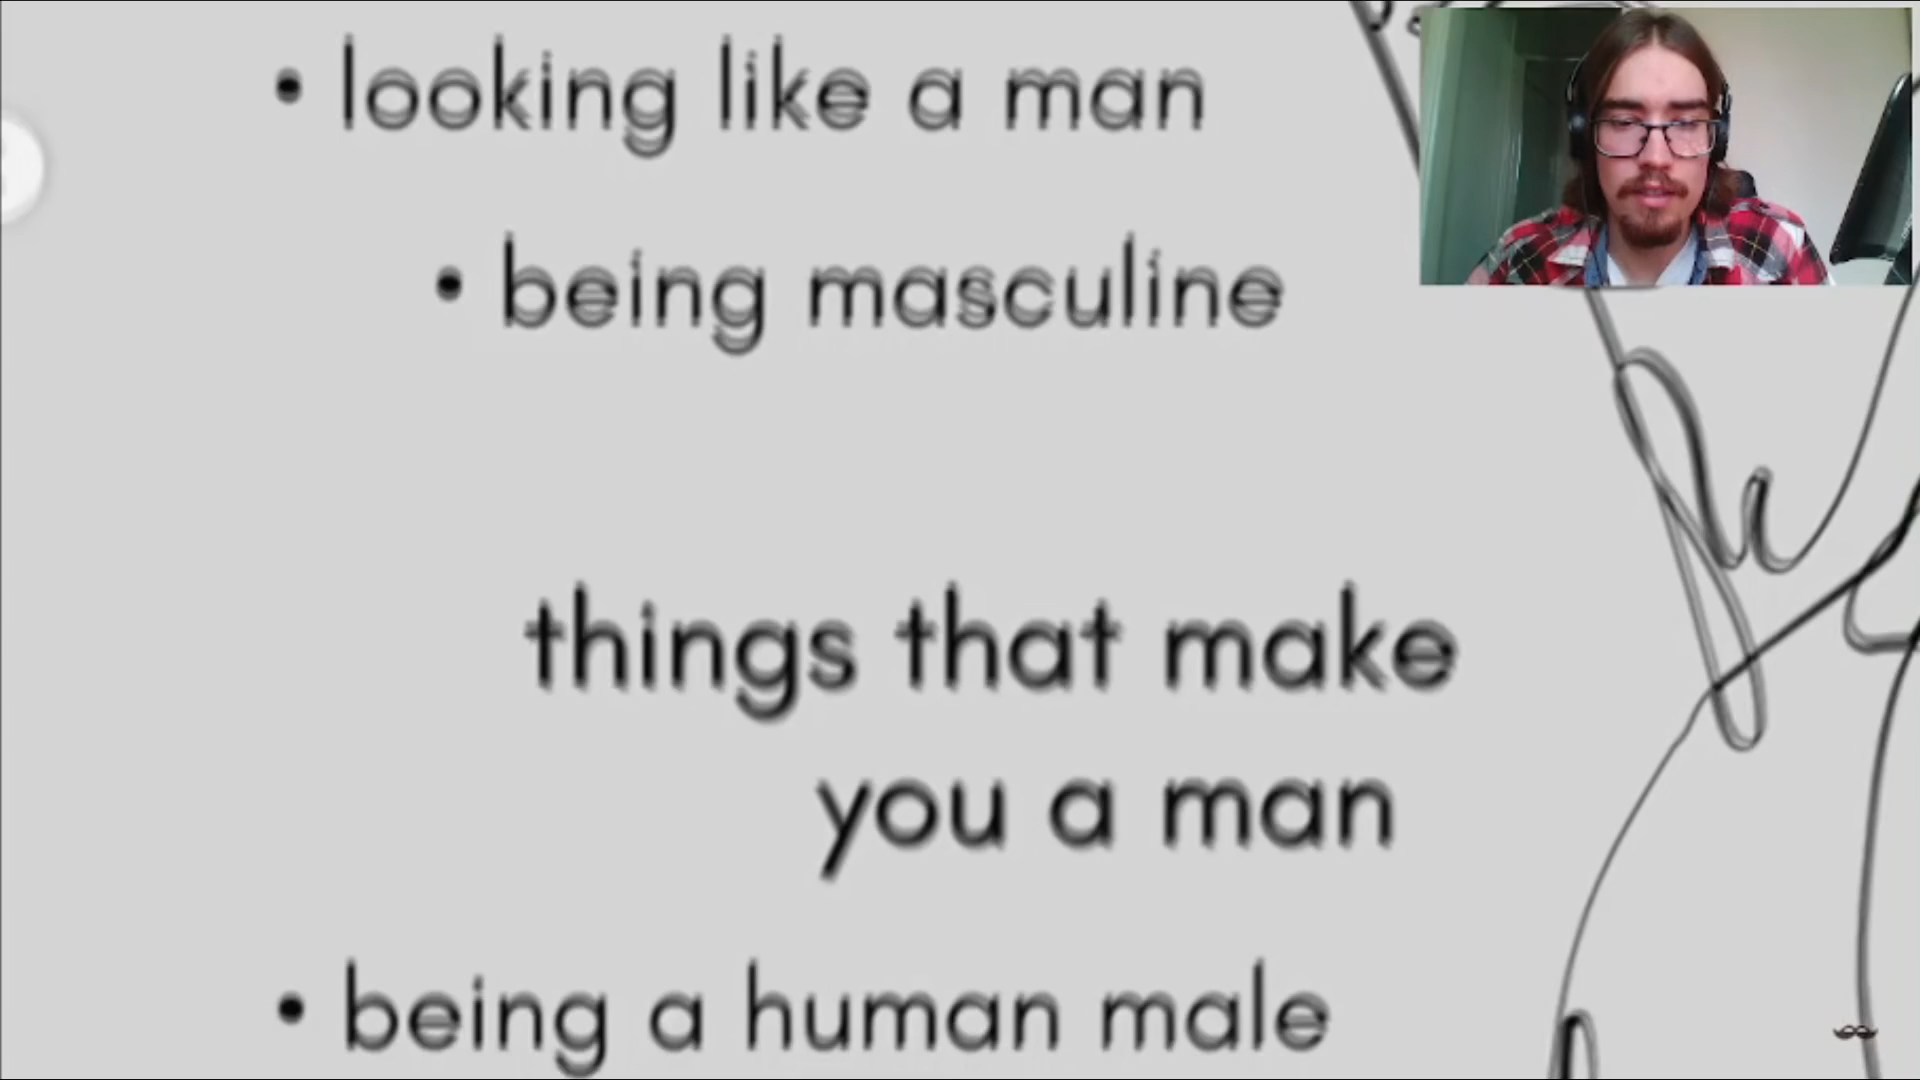 • looking like a man
• being masculine
things that make
you a man
• being a human male